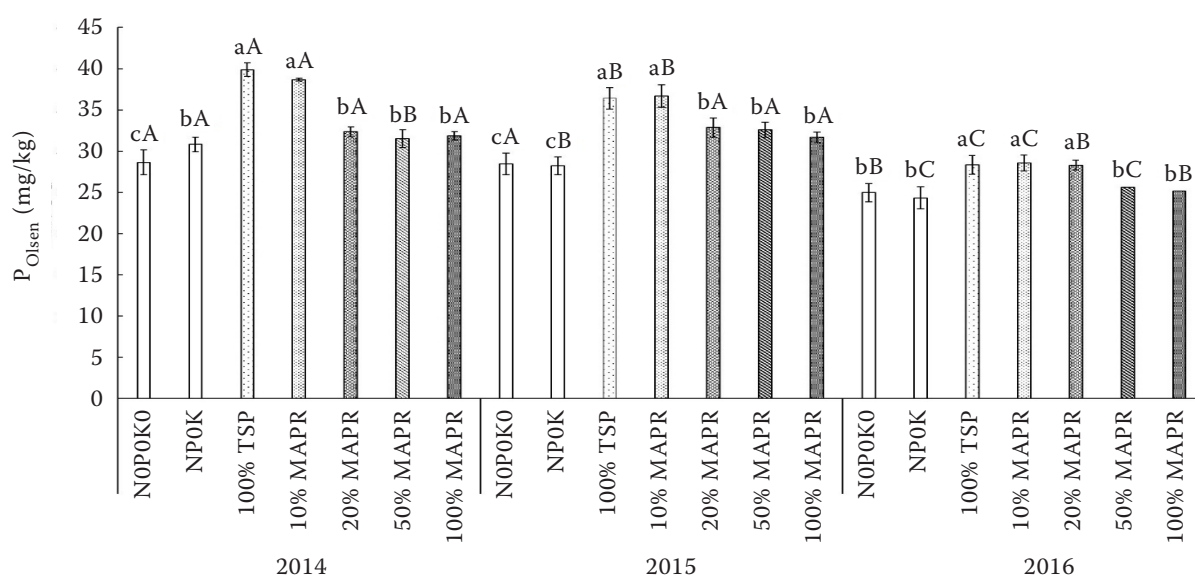 45
40
35
30
25
20
15
10
5
0
P_Olsen (mg/kg)
cA
bA
aA
aA
bA
bB
bA
cA
cB
aB
aB
bA
bA
bA
bB
bC
aC
aC
aB
bC
bB
N0P0K0
NP0K
100% TSP
10% MAPR
20% MAPR
50% MAPR
100% MAPR
N0P0K0
NP0K
100% TSP
10% MAPR
20% MAPR
50% MAPR
100% MAPR
N0P0K0
NP0K
100% TSP
10% MAPR
20% MAPR
50% MAPR
100% MAPR
2014
2015
2016